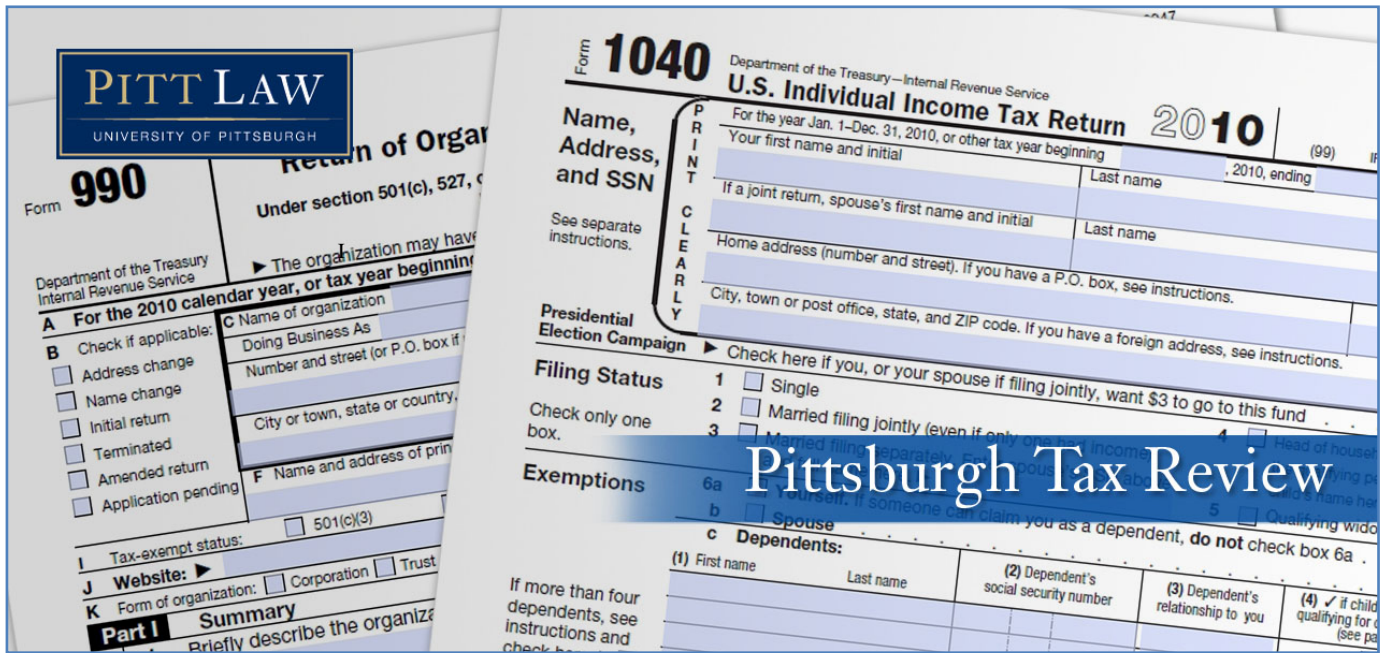 PITT LAW
UNIVERSITY OF PITTSBURGH
Form 990
Return of Organ
Under section 501(c), 527, o
► The organization may have
Department of the Treasury
Internal Revenue Service
A For the 2010 calendar year, or tax year beginning
B Check if applicable:
Address change
Name change
Initial return
Terminated
Amended return
Application pending
C Name of organization
Doing Business As
Number and street (or P.O. box if
City or town, state or country,
F Name and address of prin
I Tax-exempt status:
501(c)(3)
J Website: ►
K Form of organization: Corporation Trust
Part I Summary
Briefly describe the organiza
Form 1040
Department of the Treasury—Internal Revenue Service
U.S. Individual Income Tax Return 2010
(99)
Name,
Address,
and SSN
See separate
instructions.
PRINT CLEARLY
For the year Jan. 1–Dec. 31, 2010, or other tax year beginning , 2010, ending
Your first name and initial Last name
If a joint return, spouse's first name and initial Last name
Home address (number and street). If you have a P.O. box, see instructions.
City, town or post office, state, and ZIP code. If you have a foreign address, see instructions.
Presidential
Election Campaign ► Check here if you, or your spouse if filing jointly, want $3 to go to this fund . .
Filing Status
Check only one
box.
1 Single
2 Married filing jointly (even if only one had income)
3 Married filing separately.
4 Head of househ
5 Qualifying wido
Pittsburgh Tax Review
Exemptions
6a Yourself. If someone can claim you as a dependent, do not check box 6a .
b Spouse
c Dependents:
(1) First name Last name
(2) Dependent's
social security number
(3) Dependent's
relationship to you
(4) ✓ if child
qualifying for c
(see pa
If more than four
dependents, see
instructions and